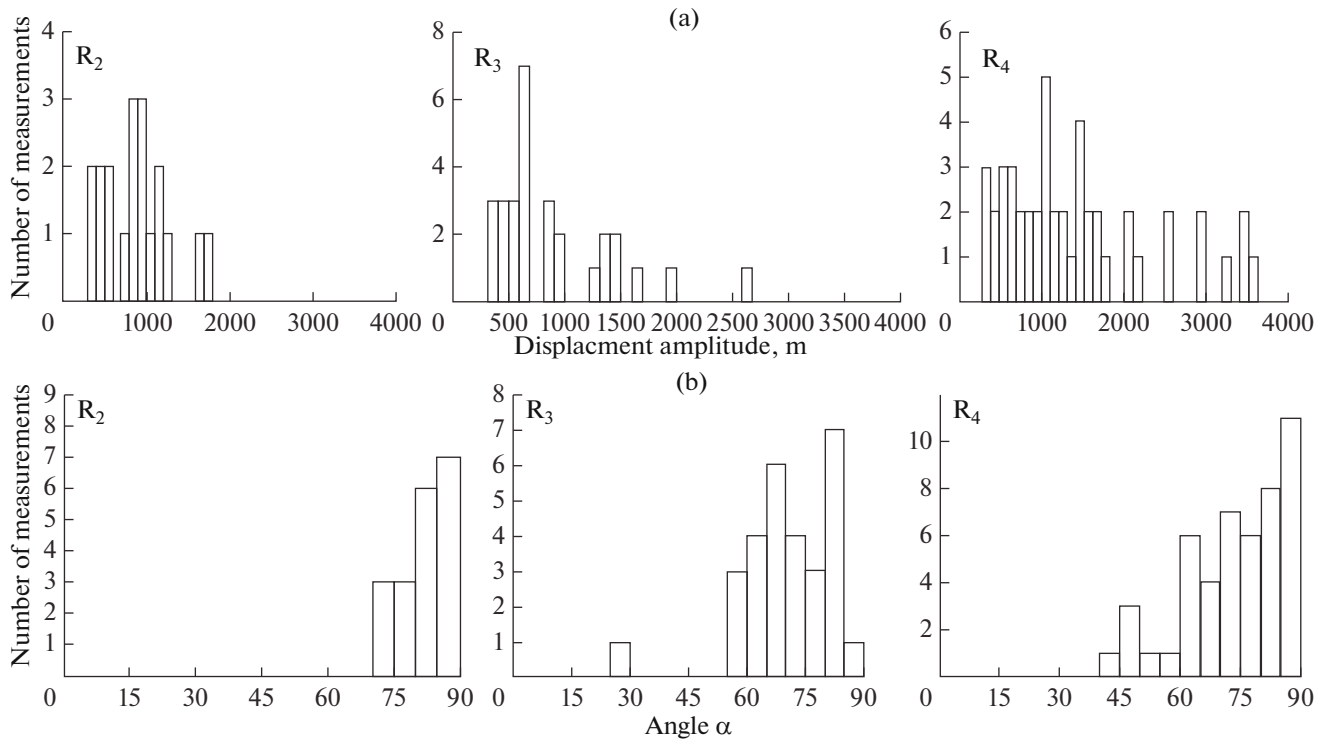 (a)
Number of measurements
4
3
2
1
R2
0 1000 2000 3000 4000
8
6
4
2
R3
0 500 1000 1500 2000 2500 3000 3500 4000
6
5
4
3
2
1
R4
0 1000 2000 3000 4000
Displacment amplitude, m
(b)
Number of measurements
9
8
7
6
5
4
3
2
1
R2
0 15 30 45 60 75 90
8
7
6
5
4
3
2
1
R3
0 15 30 45 60 75 90
10
8
6
4
2
R4
0 15 30 45 60 75 90
Angle α